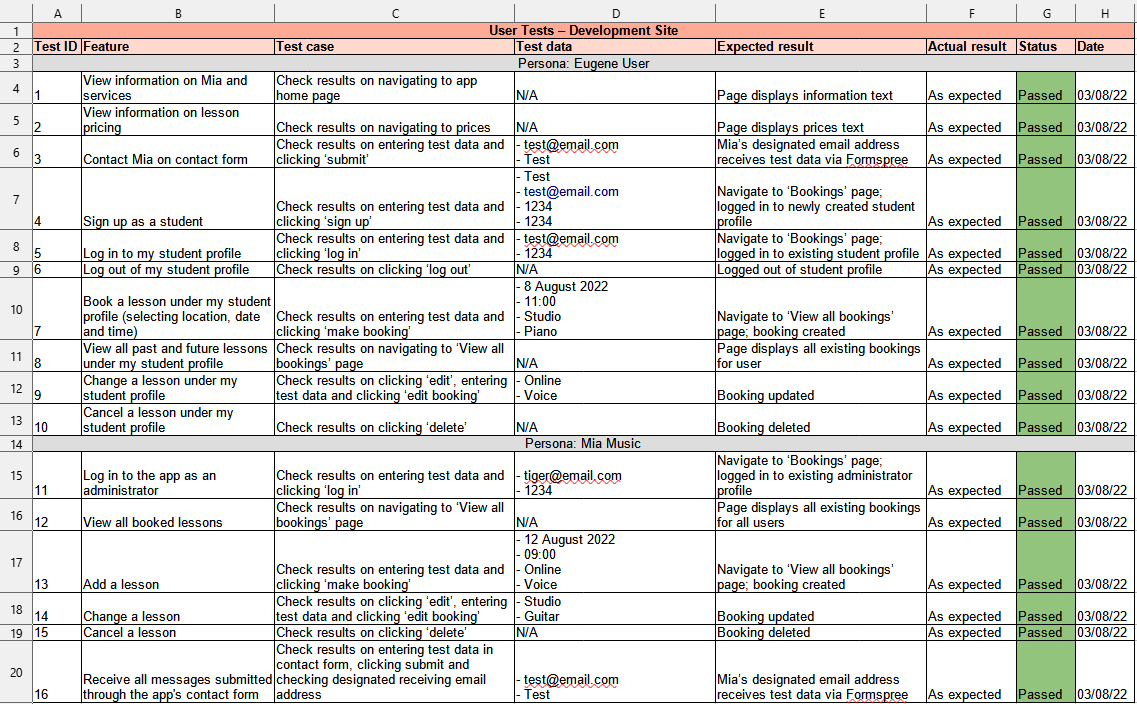 A B C D E F G H
1 User Tests – Development Site
2 Test ID Feature Test case Test data Expected result Actual result Status Date
3 Persona: Eugene User
4 1 View information on Mia and services Check results on navigating to app home page N/A Page displays information text As expected Passed 03/08/22
5 2 View information on lesson pricing Check results on navigating to prices N/A Page displays prices text As expected Passed 03/08/22
6 3 Contact Mia on contact form Check results on entering test data and clicking ‘submit’ - test@email.com - Test Mia’s designated email address receives test data via Formspree As expected Passed 03/08/22
7 4 Sign up as a student Check results on entering test data and clicking ‘sign up’ - Test - test@email.com - 1234 - 1234 Navigate to ‘Bookings’ page; logged in to newly created student profile As expected Passed 03/08/22
8 5 Log in to my student profile Check results on entering test data and clicking ‘log in’ - test@email.com - 1234 Navigate to ‘Bookings’ page; logged in to existing student profile As expected Passed 03/08/22
9 6 Log out of my student profile Check results on clicking ‘log out’ N/A Logged out of student profile As expected Passed 03/08/22
10 7 Book a lesson under my student profile (selecting location, date and time) Check results on entering test data and clicking ‘make booking’ - 8 August 2022 - 11:00 - Studio - Piano Navigate to ‘View all bookings’ page; booking created As expected Passed 03/08/22
11 8 View all past and future lessons under my student profile Check results on navigating to ‘View all bookings’ page N/A Page displays all existing bookings for user As expected Passed 03/08/22
12 9 Change a lesson under my student profile Check results on clicking ‘edit’, entering test data and clicking ‘edit booking’ - Online - Voice Booking updated As expected Passed 03/08/22
13 10 Cancel a lesson under my student profile Check results on clicking ‘delete’ N/A Booking deleted As expected Passed 03/08/22
14 Persona: Mia Music
15 11 Log in to the app as an administrator Check results on entering test data and clicking ‘log in’ - tiger@email.com - 1234 Navigate to ‘Bookings’ page; logged in to existing administrator profile As expected Passed 03/08/22
16 12 View all booked lessons Check results on navigating to ‘View all bookings’ page N/A Page displays all existing bookings for all users As expected Passed 03/08/22
17 13 Add a lesson Check results on entering test data and clicking ‘make booking’ - 12 August 2022 - 09:00 - Online - Voice Navigate to ‘View all bookings’ page; booking created As expected Passed 03/08/22
18 14 Change a lesson Check results on clicking ‘edit’, entering test data and clicking ‘edit booking’ - Studio - Guitar Booking updated As expected Passed 03/08/22
19 15 Cancel a lesson Check results on clicking ‘delete’ N/A Booking deleted As expected Passed 03/08/22
20 16 Receive all messages submitted through the app's contact form Check results on entering test data in contact form, clicking submit and checking designated receiving email address - test@email.com - Test Mia’s designated email address receives test data via Formspree As expected Passed 03/08/22